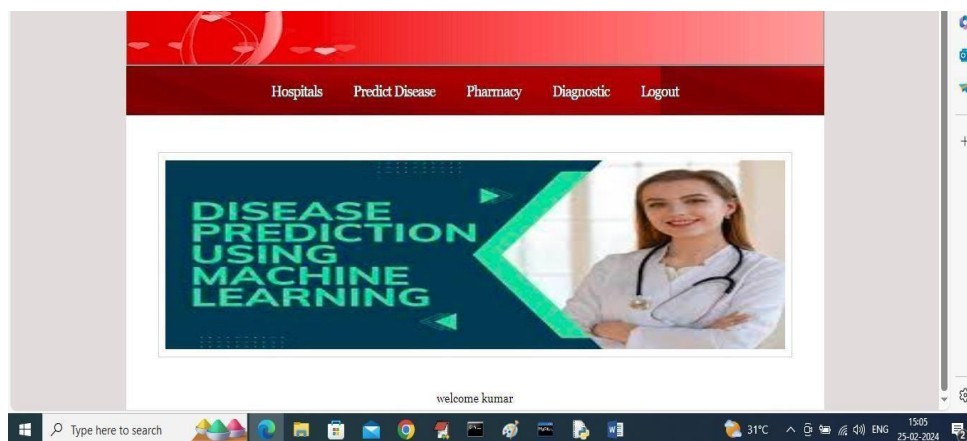 Hospitals Predict Disease Pharmacy Diagnostic Logout
DISEASE
PREDICTION
USING
MACHINE
LEARNING
welcome kumar
Type here to search
31°C ENG 15:05
25-02-2024